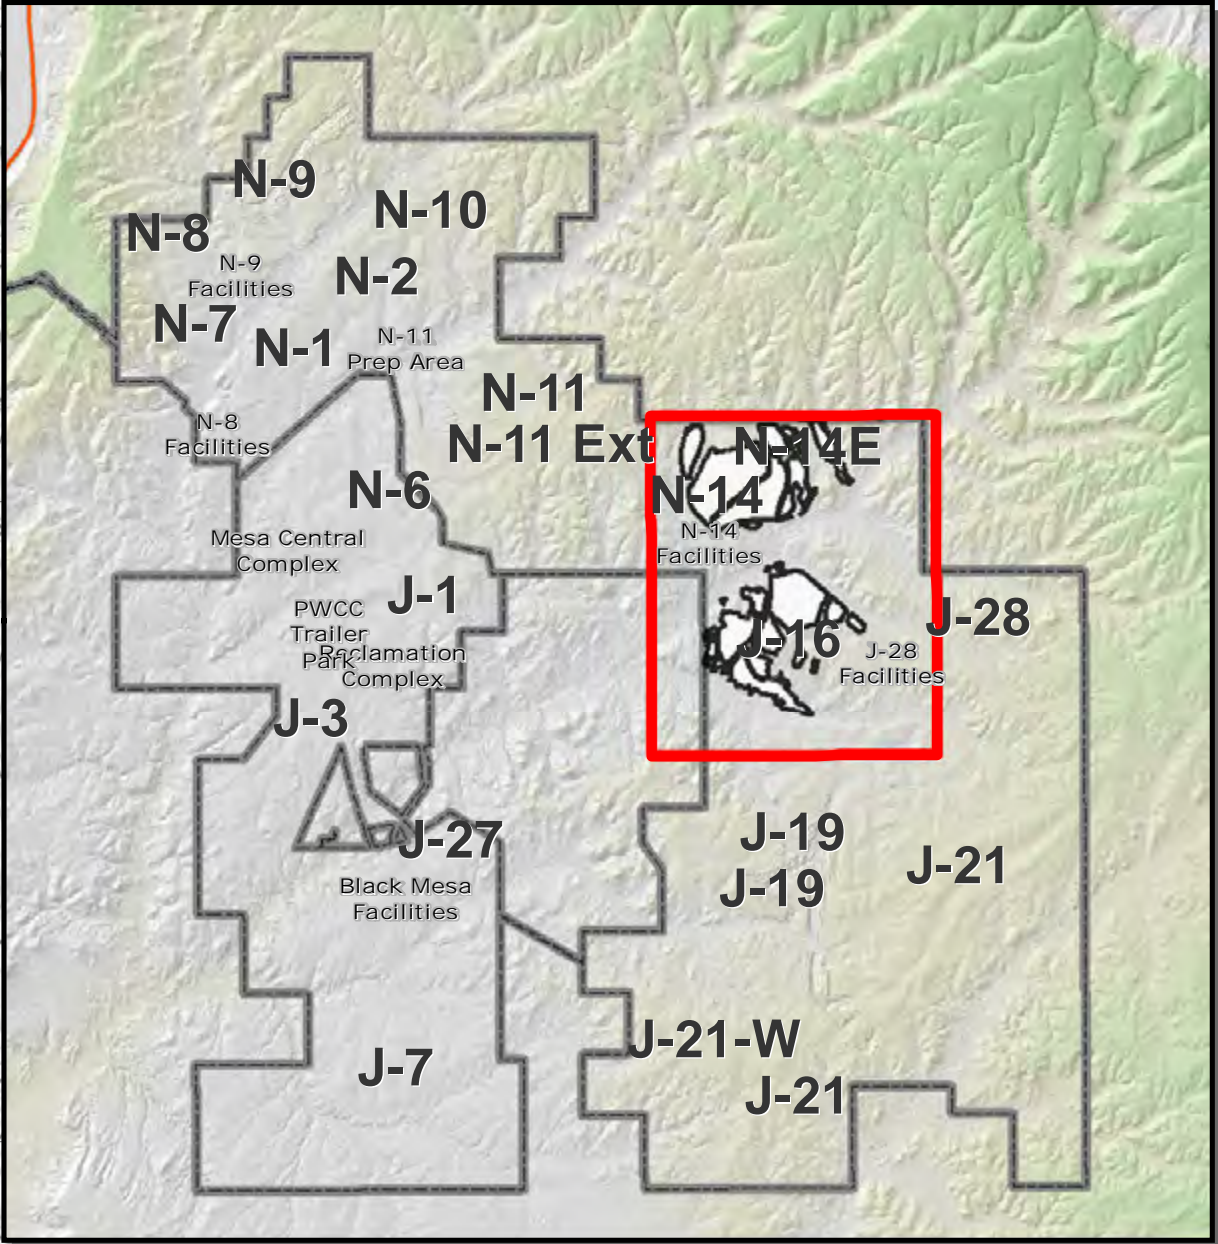 N-9
N-10
N-8
N-9
Facilities
N-2
N-7
N-1
N-11
Prep Area
N-11
N-8
Facilities
N-11 Ext
N-14E
N-6
N-14
N-14
Facilities
Mesa Central
Complex
J-1
PWCC
Trailer
Park
Reclamation
Complex
J-28
J-16
J-28
Facilities
J-3
J-27
J-19
J-21
J-19
Black Mesa
Facilities
J-21-W
J-7
J-21